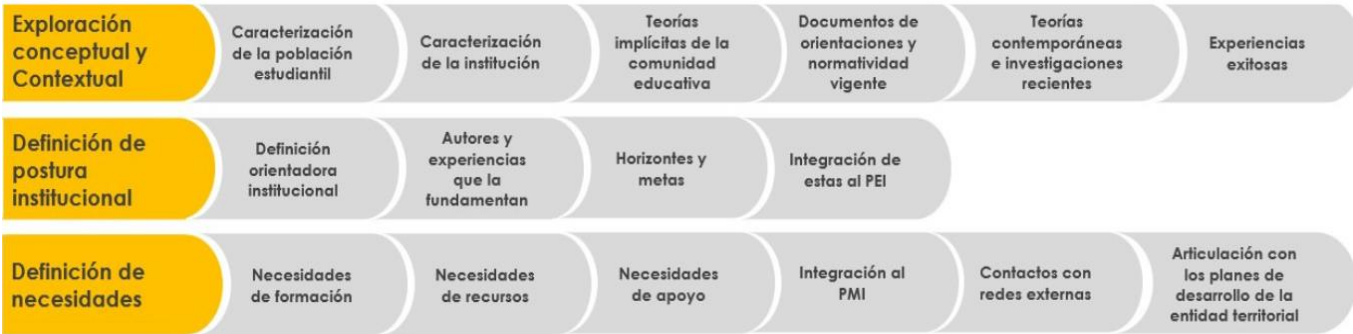 Exploración
conceptual y
Contextual
Caracterización
de la población
estudiantil
Caracterización
de la institución
Teorías
implícitas de la
comunidad
educativa
Documentos de
orientaciones y
normatividad
vigente
Teorías
contemporáneas
e investigaciones
recientes
Experiencias
exitosas
Definición de
postura
institucional
Definición
orientadora
institucional
Autores y
experiencias
que la
fundamentan
Horizontes y
metas
Integración de
estas al PEI
Definición de
necesidades
Necesidades
de formación
Necesidades
de recursos
Necesidades
de apoyo
Integración al
PMI
Contactos con
redes externas
Articulación con
los planes de
desarrollo de la
entidad territorial